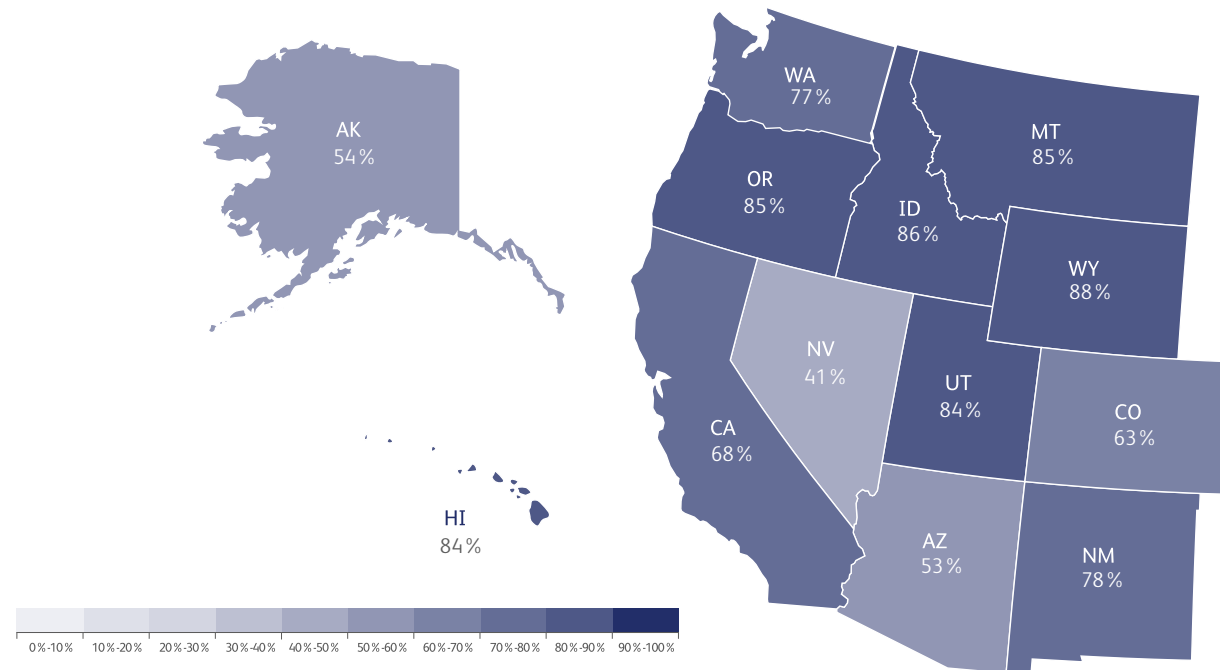 WA
77%
AK
54%
MT
85%
OR
85%
ID
86%
WY
88%
NV
41%
UT
84%
CO
63%
CA
68%
HI
84%
AZ
53%
NM
78%
0%-10% 10%-20% 20%-30% 30%-40% 40%-50% 50%-60% 60%-70% 70%-80% 80%-90% 90%-100%